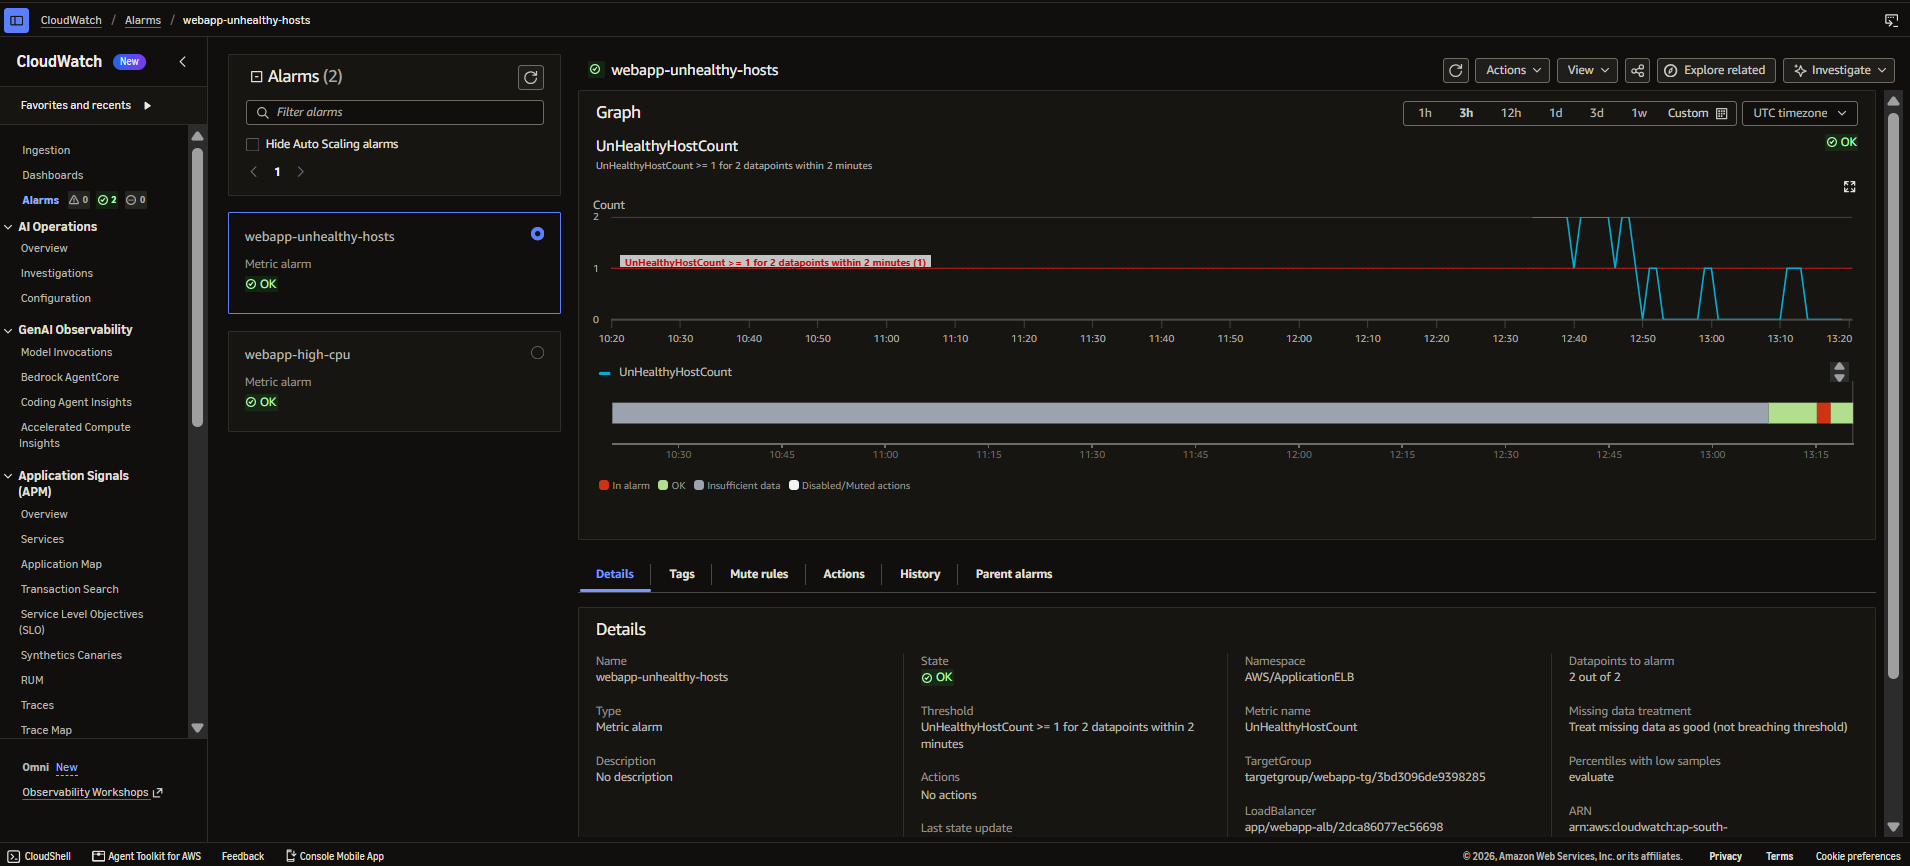 CloudWatch / Alarms / webapp-unhealthy-hosts
CloudWatch New
Favorites and recents
Ingestion
Dashboards
Alarms 0 2 0
AI Operations
Overview
Investigations
Configuration
GenAI Observability
Model Invocations
Bedrock AgentCore
Coding Agent Insights
Accelerated Compute
Insights
Application Signals
(APM)
Overview
Services
Application Map
Transaction Search
Service Level Objectives
(SLO)
Synthetics Canaries
RUM
Traces
Trace Map
Omni New
Observability Workshops
Alarms (2)
Filter alarms
Hide Auto Scaling alarms
1
webapp-unhealthy-hosts
Metric alarm
OK
webapp-high-cpu
Metric alarm
OK
webapp-unhealthy-hosts
Actions View Explore related Investigate
Graph
1h 3h 12h 1d 3d 1w Custom UTC timezone
UnHealthyHostCount
OK
UnHealthyHostCount >= 1 for 2 datapoints within 2 minutes
Count
2
UnHealthyHostCount >= 1 for 2 datapoints within 2 minutes (1)
1
0
10:20 10:30 10:40 10:50 11:00 11:10 11:20 11:30 11:40 11:50 12:00 12:10 12:20 12:30 12:40 12:50 13:00 13:10 13:20
UnHealthyHostCount
10:30 10:45 11:00 11:15 11:30 11:45 12:00 12:15 12:30 12:45 13:00 13:15
In alarm OK Insufficient data Disabled/Muted actions
Details Tags Mute rules Actions History Parent alarms
Details
Name
webapp-unhealthy-hosts
Type
Metric alarm
Description
No description
State
OK
Threshold
UnHealthyHostCount >= 1 for 2 datapoints within 2
minutes
Actions
No actions
Last state update
Namespace
AWS/ApplicationELB
Metric name
UnHealthyHostCount
TargetGroup
targetgroup/webapp-tg/3bd3096de9398285
LoadBalancer
app/webapp-alb/2dca86077ec56698
Datapoints to alarm
2 out of 2
Missing data treatment
Treat missing data as good (not breaching threshold)
Percentiles with low samples
evaluate
ARN
arn:aws:cloudwatch:ap-south-
CloudShell Agent Toolkit for AWS Feedback Console Mobile App
© 2026, Amazon Web Services, Inc. or its affiliates. Privacy Terms Cookie preferences